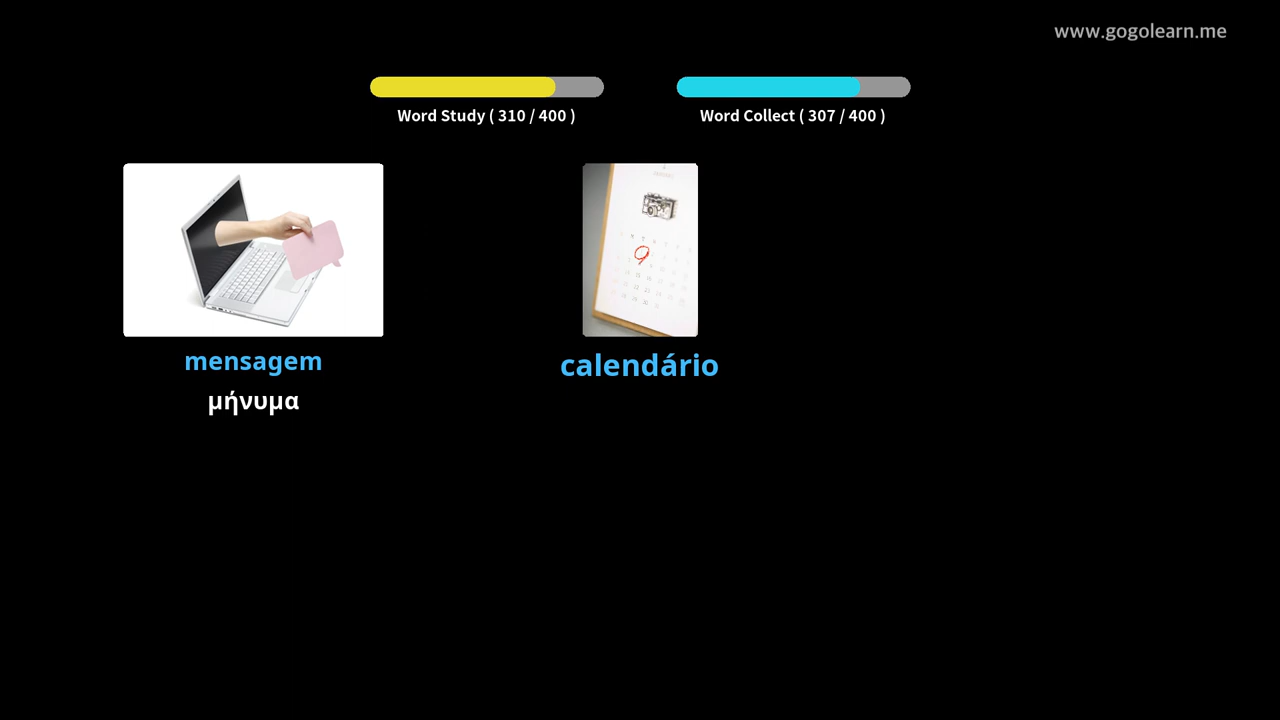 www.gogolearn.me
Word Study ( 310 / 400 )
Word Collect ( 307 / 400 )
mensagem
μήνυμα
calendário